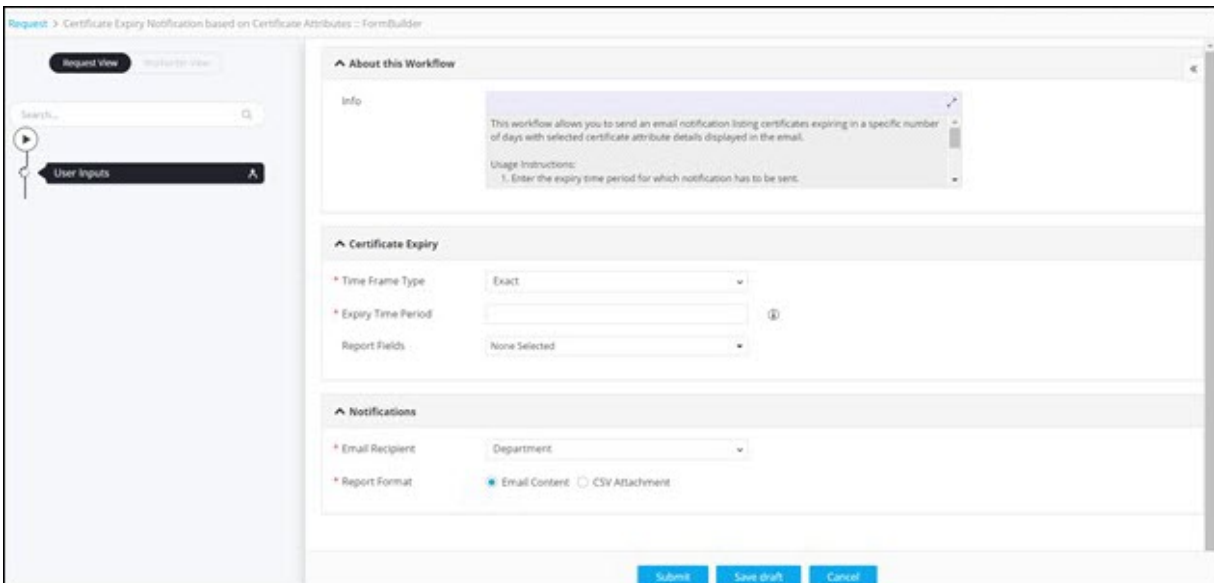 Request > Certificate Expiry Notification based on Certificate Attributes :: FormBuilder
Request View
Search...
User Inputs
About this Workflow
Info
This workflow allows you to send an email notification listing certificates expiring in a specific number
of days with selected certificate attribute details displayed in the email.
Usage Instructions:
1. Enter the expiry time period for which notification has to be sent.
Certificate Expiry
* Time Frame Type
Exact
* Expiry Time Period
Report Fields
None Selected
Notifications
* Email Recipient
Department
* Report Format
Email Content
CSV Attachment
Submit
Save draft
Cancel